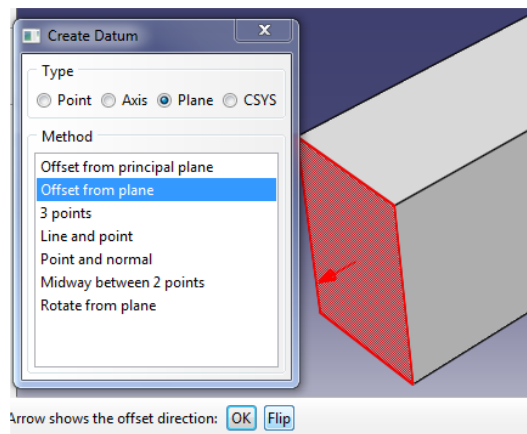 Create Datum
X
Type
Point Axis Plane CSYS
Method
Offset from principal plane
Offset from plane
3 points
Line and point
Point and normal
Midway between 2 points
Rotate from plane
Arrow shows the offset direction: OK Flip